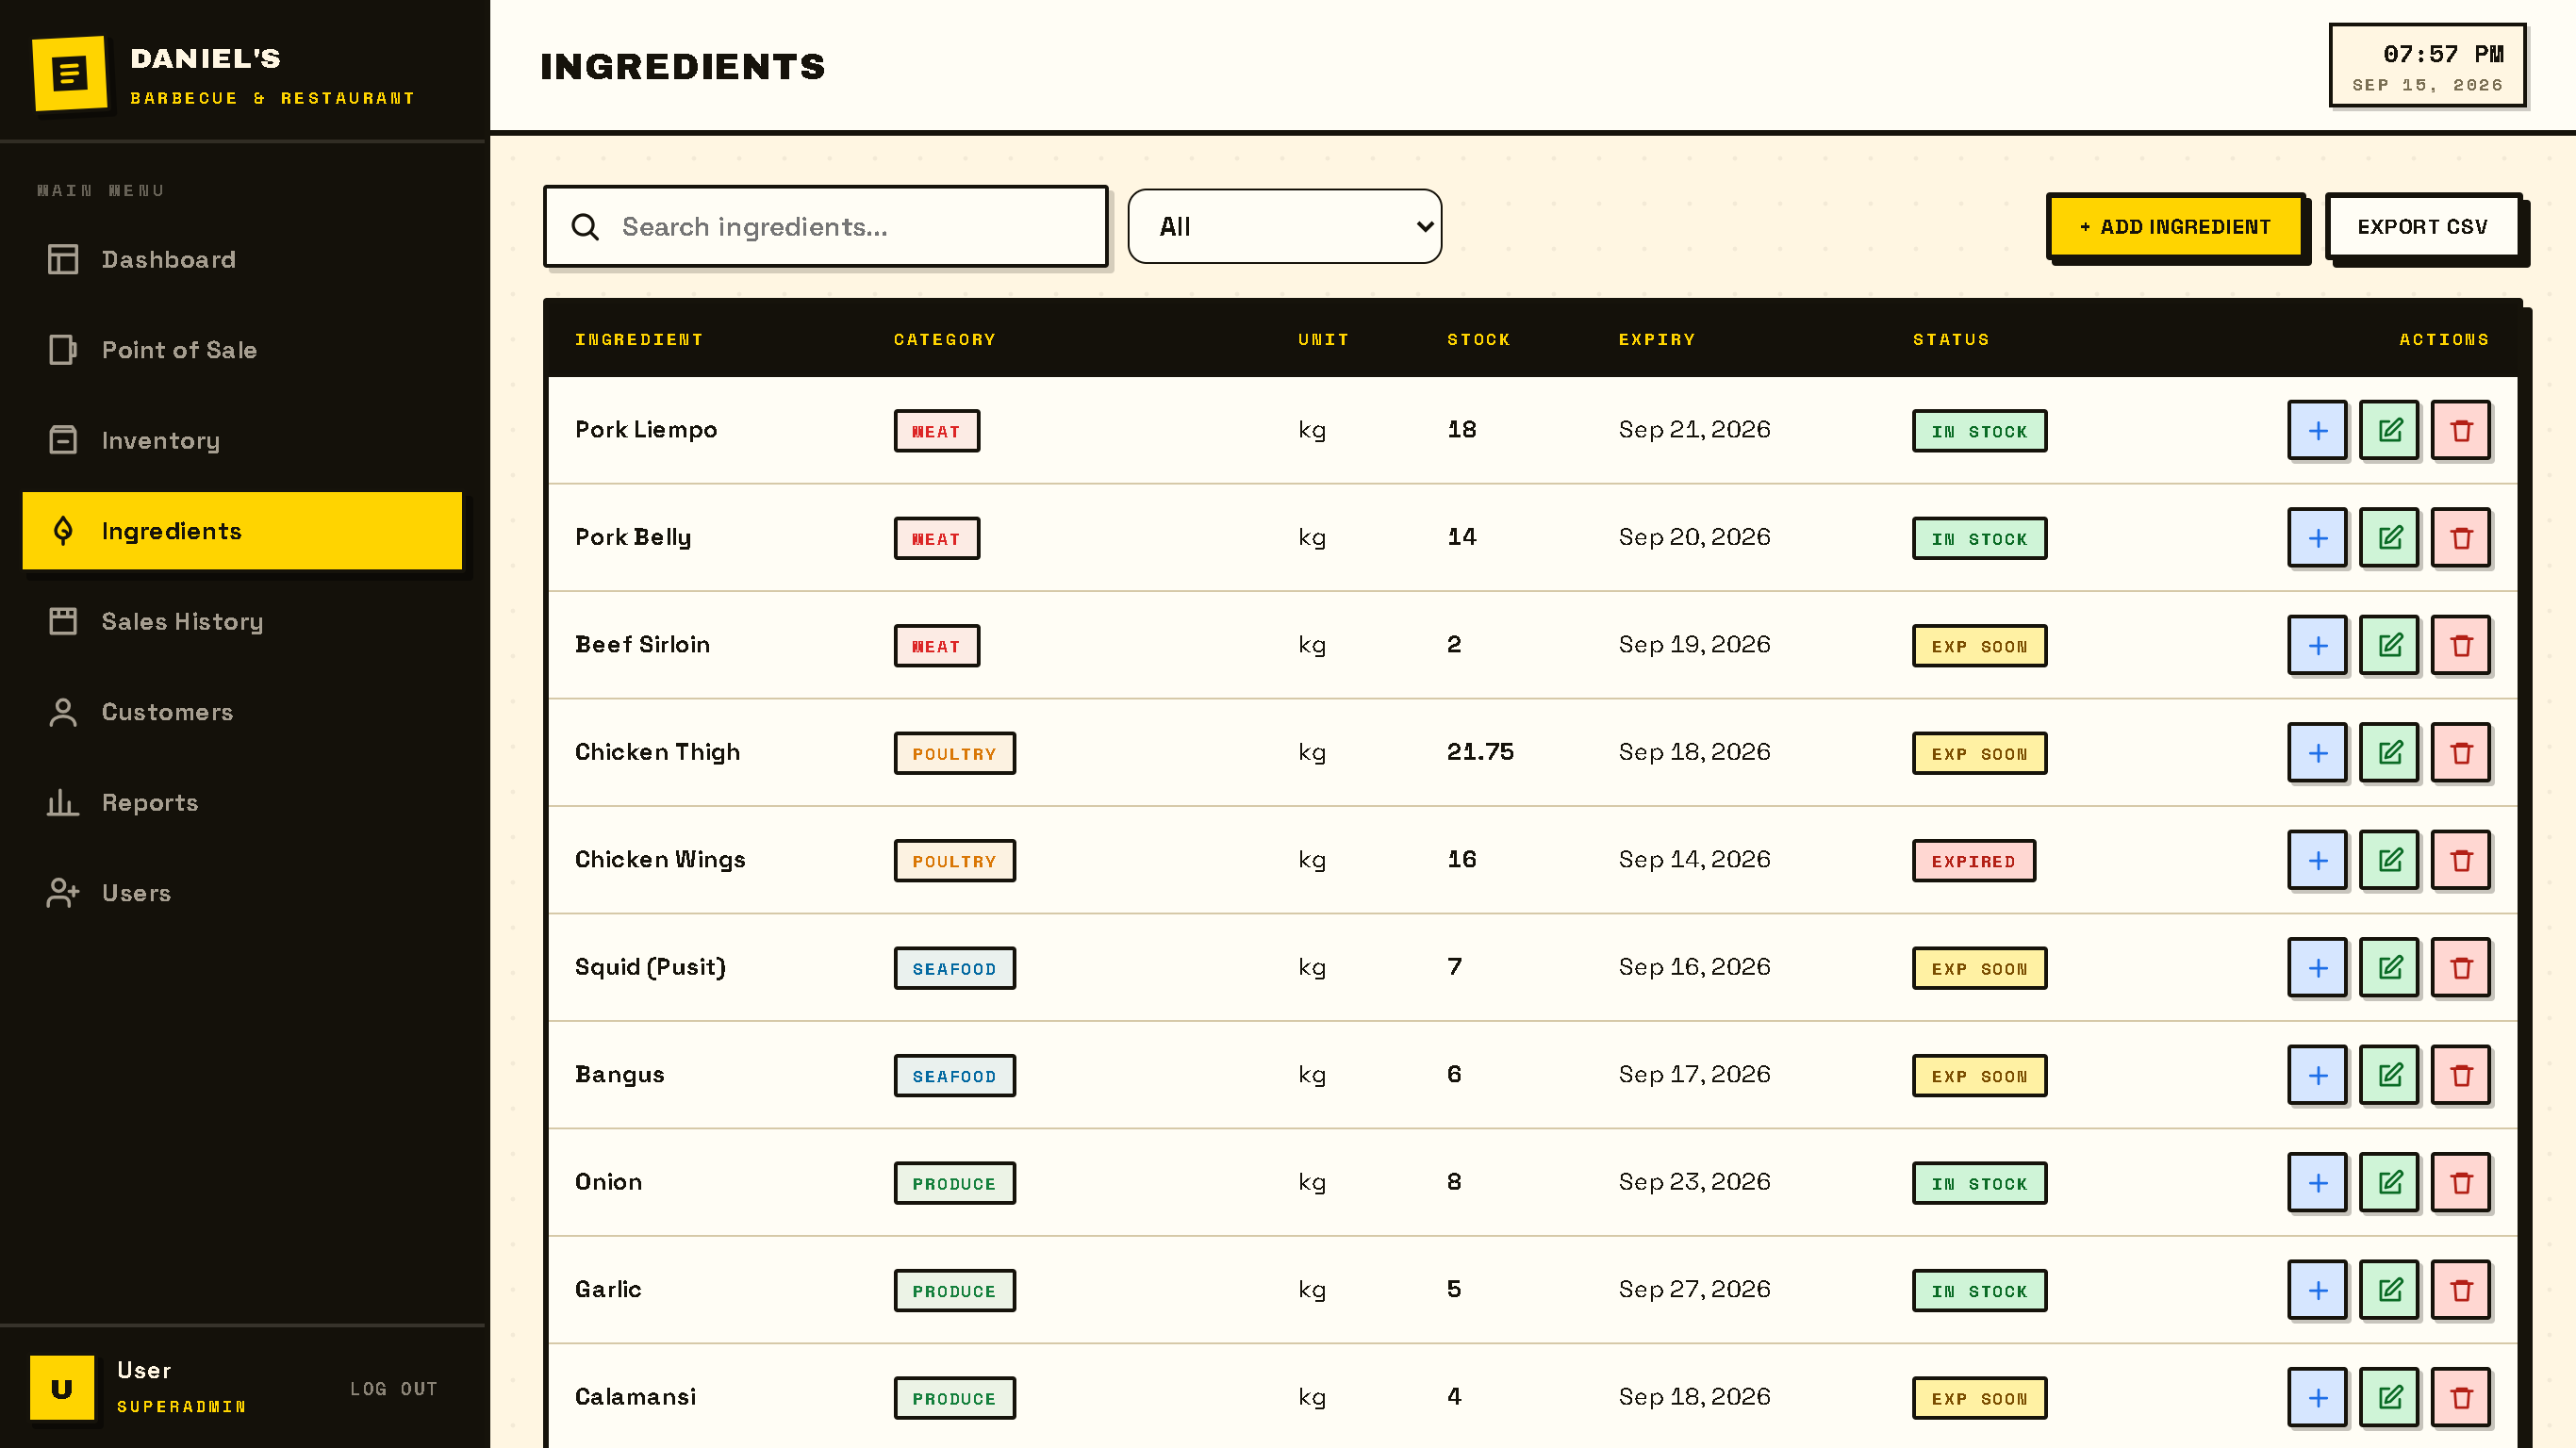 DANIEL'S
BARBECUE & RESTAURANT
MAIN MENU
Dashboard
Point of Sale
Inventory
Ingredients
Sales History
Customers
Reports
Users
U
User
SUPERADMIN
LOG OUT
INGREDIENTS
07:57 PM
SEP 15, 2026
Search ingredients...
All
+ ADD INGREDIENT
EXPORT CSV
INGREDIENT CATEGORY UNIT STOCK EXPIRY STATUS ACTIONS
Pork Liempo MEAT kg 18 Sep 21, 2026 IN STOCK
Pork Belly MEAT kg 14 Sep 20, 2026 IN STOCK
Beef Sirloin MEAT kg 2 Sep 19, 2026 EXP SOON
Chicken Thigh POULTRY kg 21.75 Sep 18, 2026 EXP SOON
Chicken Wings POULTRY kg 16 Sep 14, 2026 EXPIRED
Squid (Pusit) SEAFOOD kg 7 Sep 16, 2026 EXP SOON
Bangus SEAFOOD kg 6 Sep 17, 2026 EXP SOON
Onion PRODUCE kg 8 Sep 23, 2026 IN STOCK
Garlic PRODUCE kg 5 Sep 27, 2026 IN STOCK
Calamansi PRODUCE kg 4 Sep 18, 2026 EXP SOON